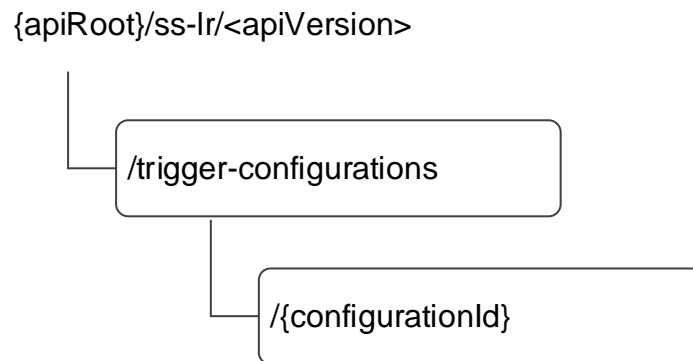 {apiRoot}/ss-lr/<apiVersion>
/trigger-configurations
/{configurationId}